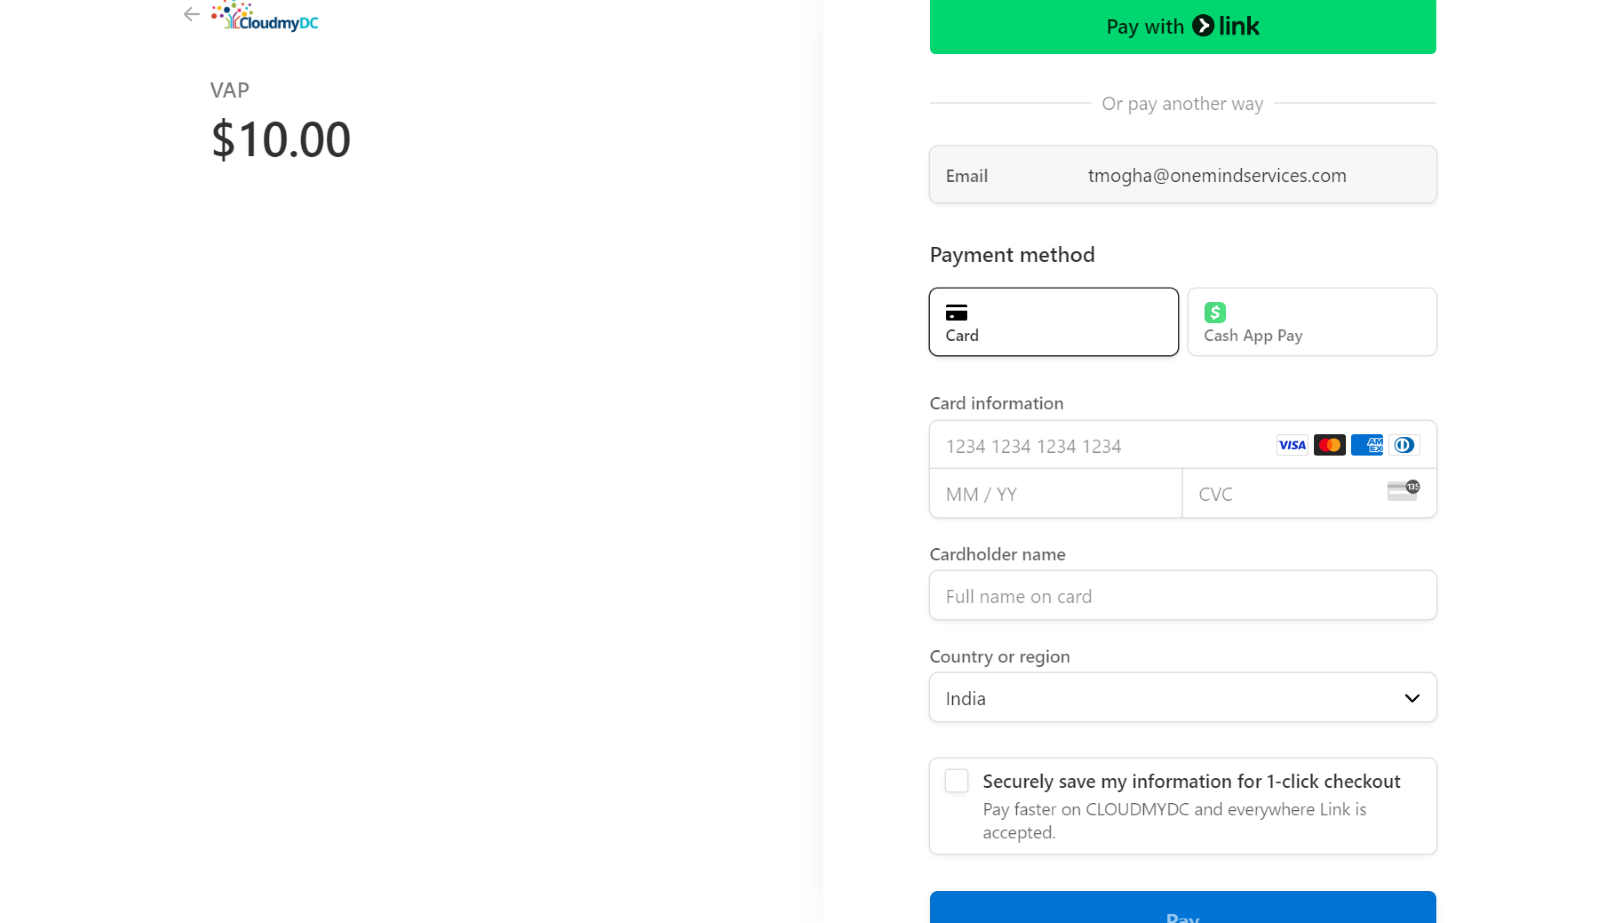 CloudmyDC
VAP
$10.00
Pay with link
Or pay another way
Email tmogha@onemindservices.com
Payment method
Card
Cash App Pay
Card information
1234 1234 1234 1234 VISA AM EX
MM / YY CVC 135
Cardholder name
Full name on card
Country or region
India
Securely save my information for 1-click checkout
Pay faster on CLOUDMYDC and everywhere Link is
accepted.
Pay